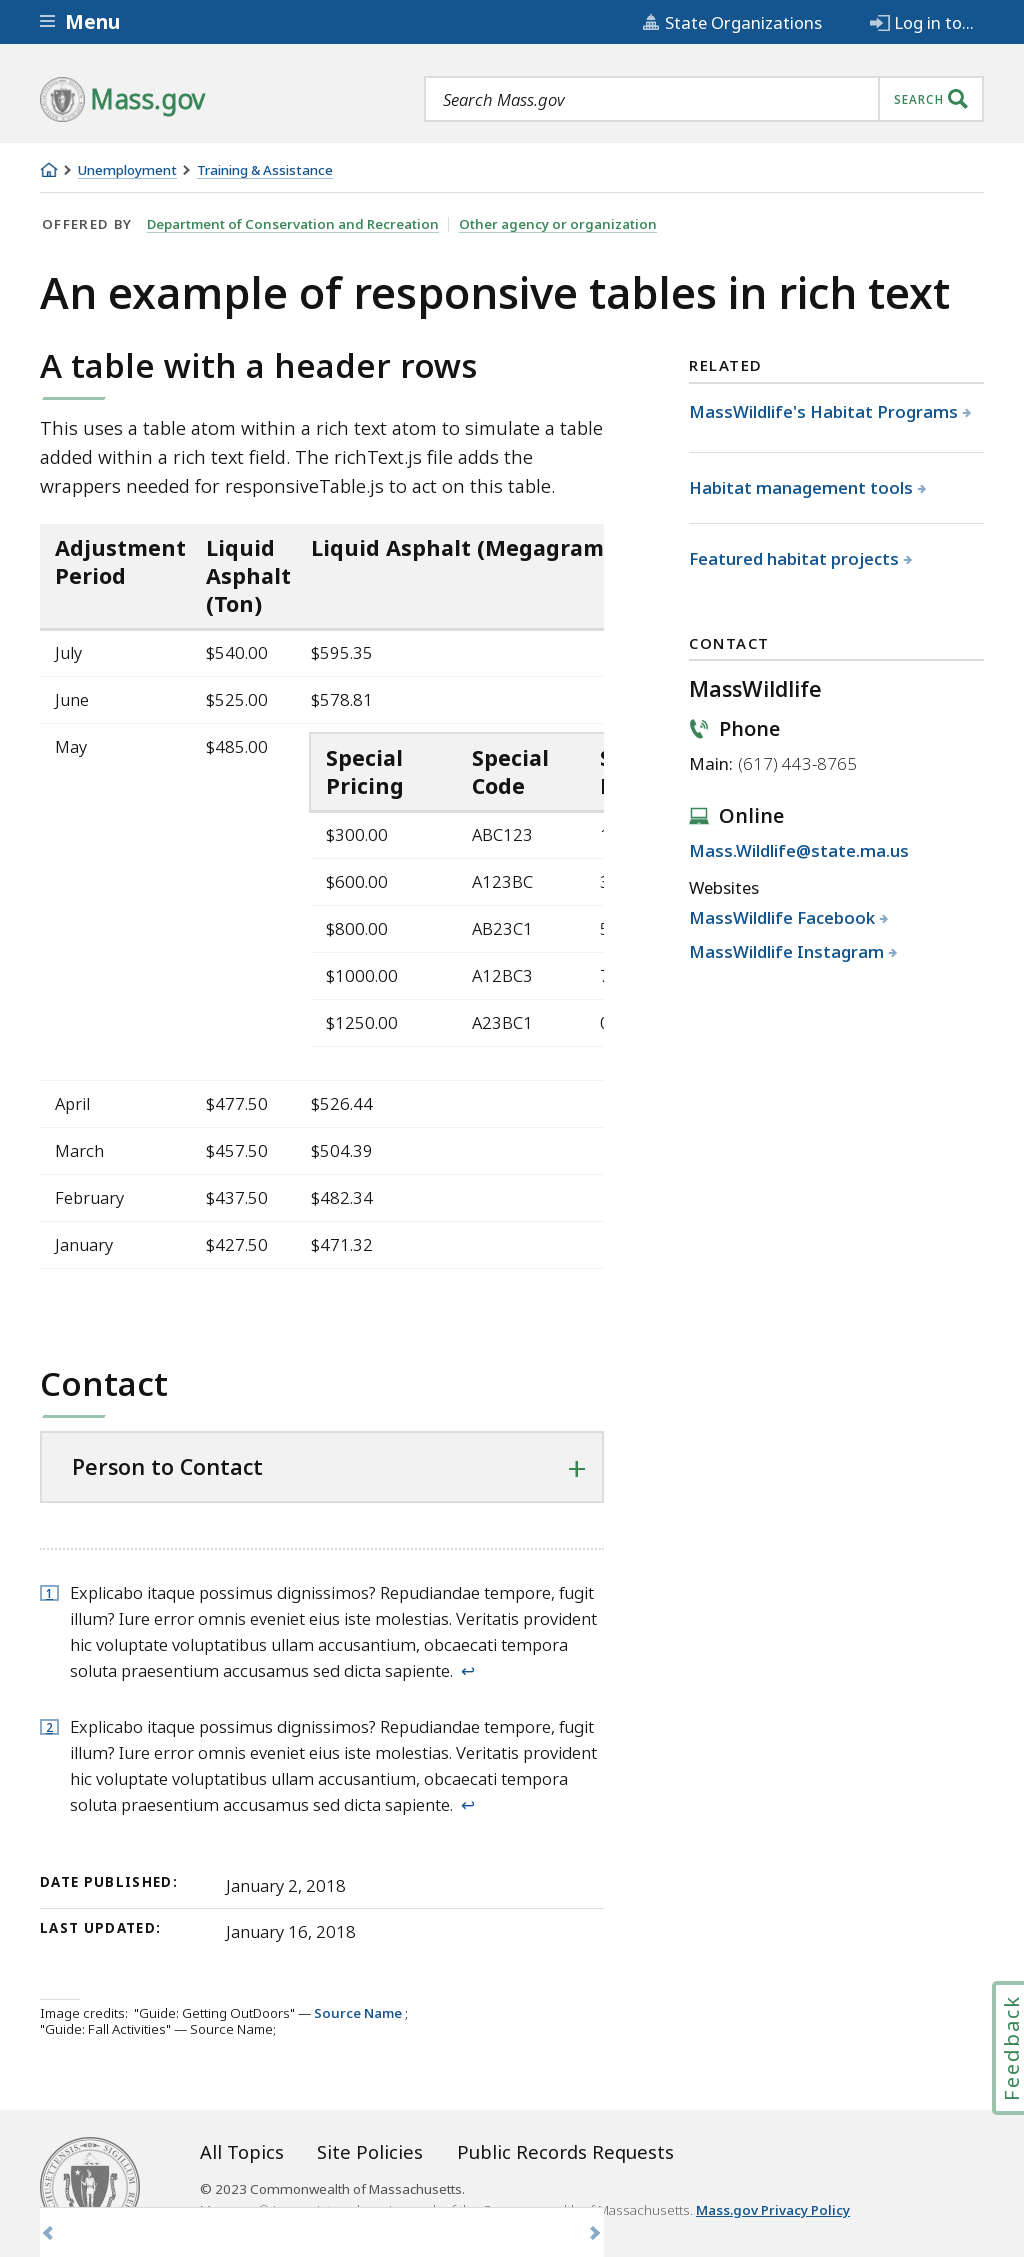 Menu
State Organizations
Log in to...
Mass.gov
Search Mass.gov
SEARCH
Unemployment
Training & Assistance
OFFERED BY Department of Conservation and Recreation Other agency or organization
An example of responsive tables in rich text
A table with a header rows
This uses a table atom within a rich text atom to simulate a table
added within a rich text field. The richText.js file adds the
wrappers needed for responsiveTable.js to act on this table.
Adjustment Period Liquid Asphalt (Ton) Liquid Asphalt (Megagram
July $540.00 $595.35
June $525.00 $578.81
May $485.00
Special Pricing Special Code
$300.00 ABC123
$600.00 A123BC
$800.00 AB23C1
$1000.00 A12BC3
$1250.00 A23BC1
April $477.50 $526.44
March $457.50 $504.39
February $437.50 $482.34
January $427.50 $471.32
RELATED
MassWildlife's Habitat Programs
Habitat management tools
Featured habitat projects
CONTACT
MassWildlife
Phone
Main: (617) 443-8765
Online
Mass.Wildlife@state.ma.us
Websites
MassWildlife Facebook
MassWildlife Instagram
Contact
Person to Contact
1 Explicabo itaque possimus dignissimos? Repudiandae tempore, fugit
illum? Iure error omnis eveniet eius iste molestias. Veritatis provident
hic voluptate voluptatibus ullam accusantium, obcaecati tempora
soluta praesentium accusamus sed dicta sapiente. ↩
2 Explicabo itaque possimus dignissimos? Repudiandae tempore, fugit
illum? Iure error omnis eveniet eius iste molestias. Veritatis provident
hic voluptate voluptatibus ullam accusantium, obcaecati tempora
soluta praesentium accusamus sed dicta sapiente. ↩
DATE PUBLISHED: January 2, 2018
LAST UPDATED: January 16, 2018
Image credits: "Guide: Getting OutDoors" — Source Name ;
"Guide: Fall Activities" — Source Name;
Feedback
All Topics Site Policies Public Records Requests
© 2023 Commonwealth of Massachusetts.
Massachusetts. Mass.gov Privacy Policy